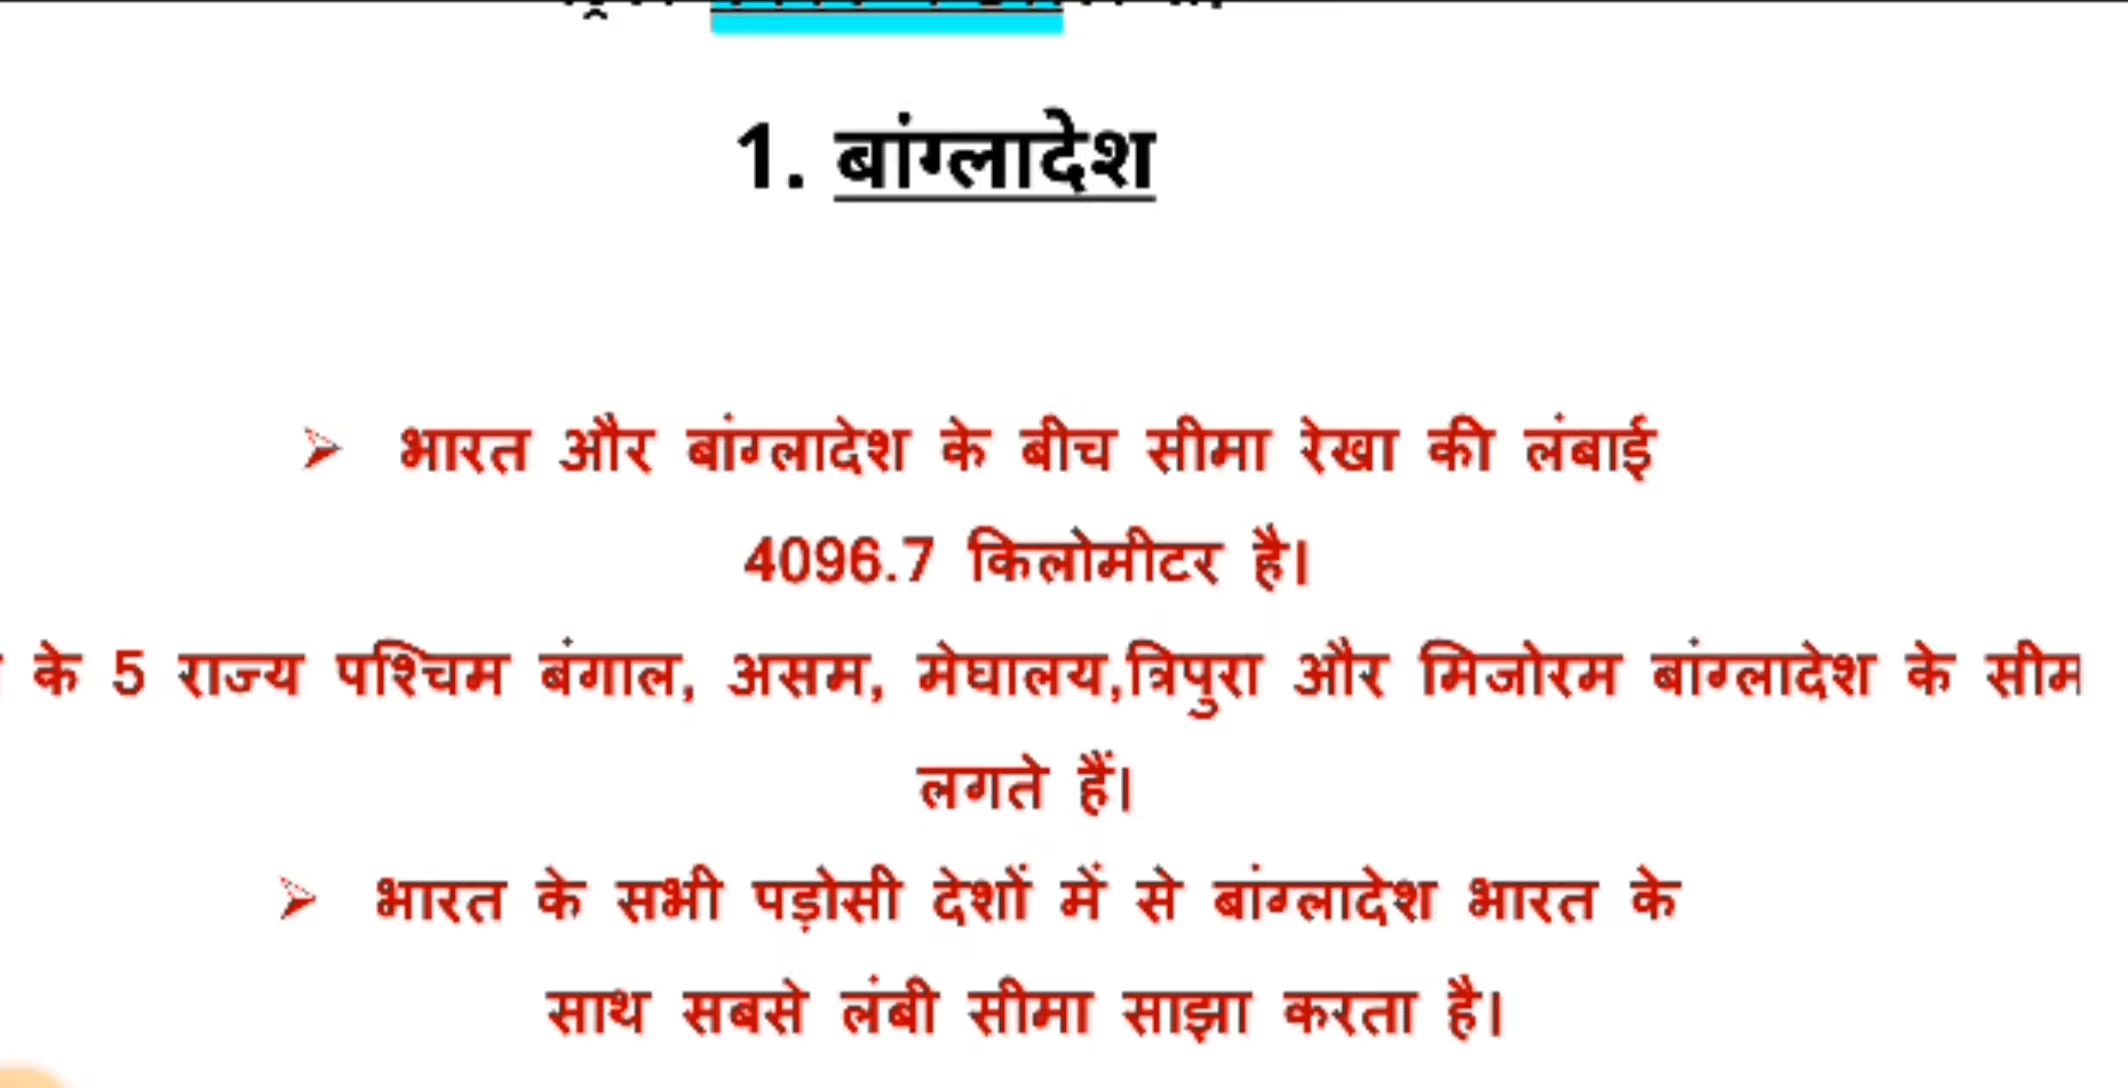 1. बांग्लादेश
➢ भारत और बांग्लादेश के बीच सीमा रेखा की लंबाई
4096.7 किलोमीटर है।
के 5 राज्य पश्चिम बंगाल, असम, मेघालय,त्रिपुरा और मिजोरम बांग्लादेश के सीम
लगते हैं।
➢ भारत के सभी पड़ोसी देशों में से बांग्लादेश भारत के
साथ सबसे लंबी सीमा साझा करता है।